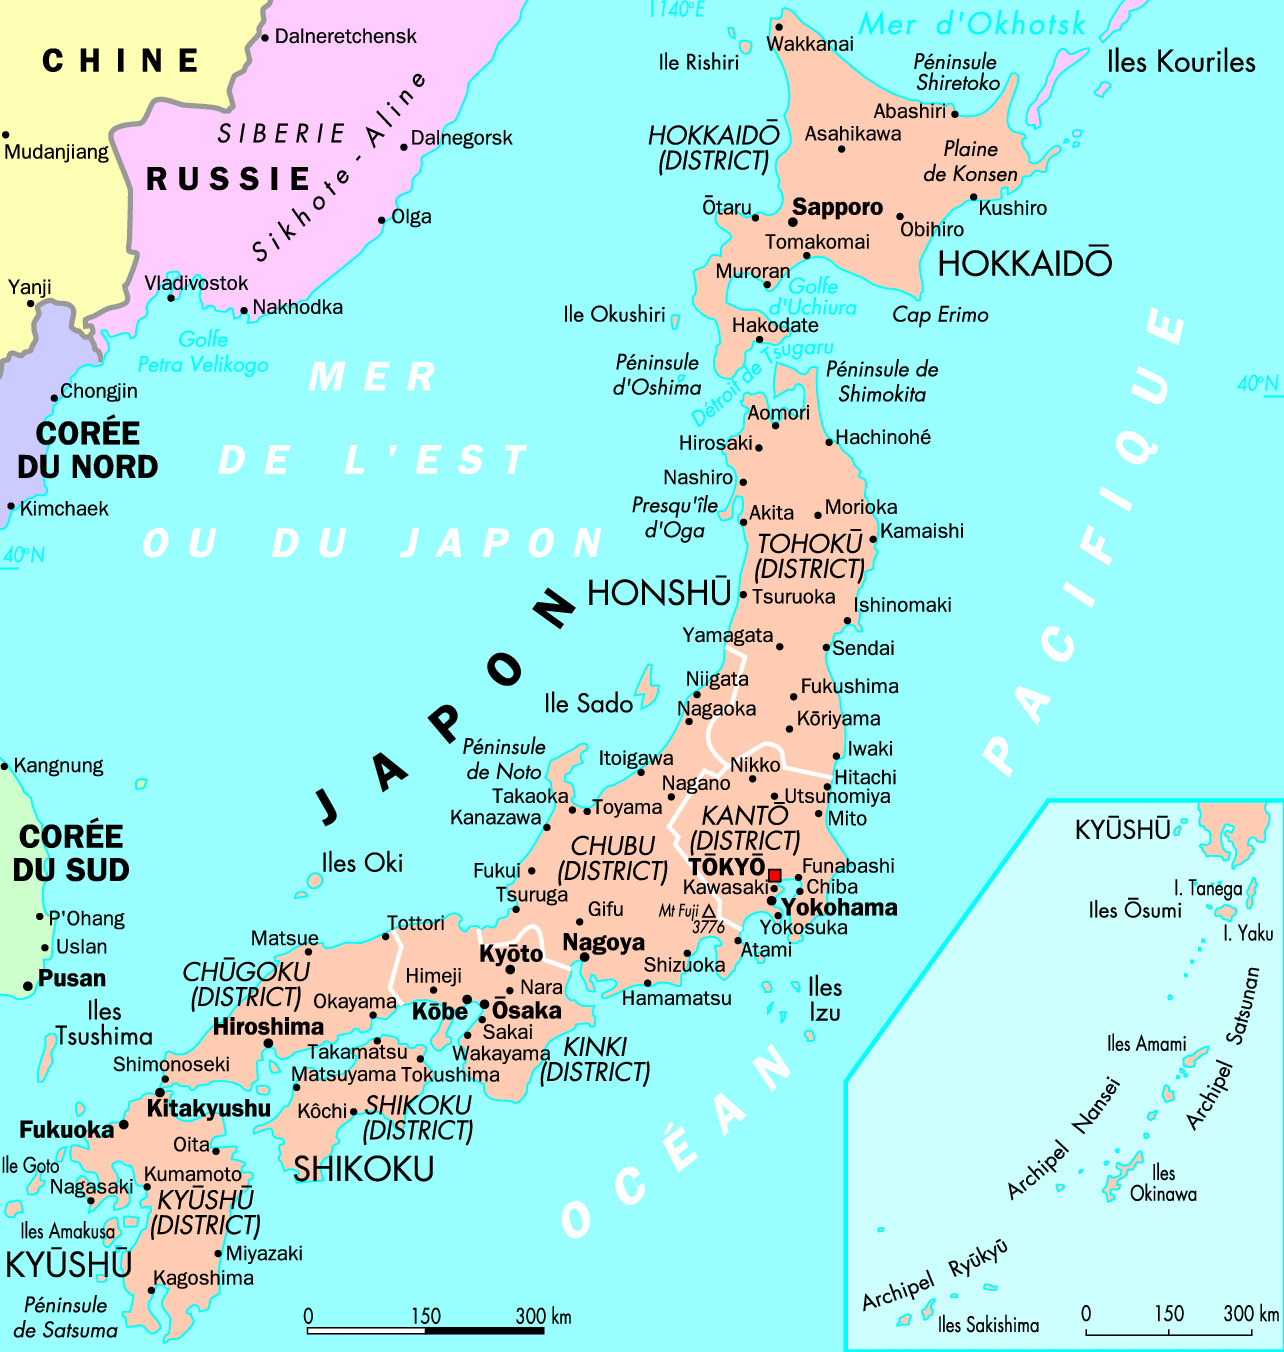 140°E
Mer d'Okhotsk
Dalneretchensk
Wakkanai
CHINE
Ile Rishiri
Péninsule
Shiretoko
Iles Kouriles
Sikhote-Aline
Abashiri
SIBERIE
Dalnegorsk
HOKKAIDŌ
(DISTRICT)
Asahikawa
Mudanjiang
Plaine
de Konsen
RUSSIE
Ōtaru
Sapporo
Kushiro
Olga
Obihiro
Tomakomai
HOKKAIDŌ
Muroran
Yanji
Vladivostok
Golfe
d'Uchiura
Nakhodka
Ile Okushiri
Cap Erimo
Hakodate
Golfe
Petra Velikogo
Détroit de Tsugaru
Péninsule
d'Oshima
Péninsule de
Shimokita
MER
DE L'EST
OU DU JAPON
40°N
Chongjin
Aomori
CORÉE
DU NORD
Hirosaki
Hachinohé
Nashiro
Kimchaek
Presqu'île
d'Oga
Akita
Morioka
Kamaishi
40°N
TOHOKŪ
(DISTRICT)
HONSHŪ
Tsuruoka
Ishinomaki
JAPON
Yamagata
Sendai
OCÉAN PACIFIQUE
Niigata
Fukushima
Ile Sado
Nagaoka
Kōriyama
Péninsule
de Noto
Iwaki
Itoigawa
Nikko
Kangnung
Hitachi
Nagano
Takaoka
Toyama
Utsunomiya
Kanazawa
KANTŌ
(DISTRICT)
Mito
CORÉE
DU SUD
CHUBU
(DISTRICT)
Iles Oki
TŌKYŌ
Funabashi
Fukui
Kawasaki
Chiba
Tsuruga
Yokohama
Gifu
Mt Fuji
3776
P'Ohang
Tottori
Yokosuka
Matsue
Nagoya
Uslan
Kyōto
Atami
Pusan
CHŪGOKU
(DISTRICT)
Himeji
Shizuoka
Nara
Iles
Izu
Okayama
Hamamatsu
Iles
Tsushima
Kōbe
Ōsaka
Hiroshima
Sakai
Takamatsu
Wakayama
KINKI
(DISTRICT)
Shimonoseki
Matsuyama
Tokushima
Kitakyushu
Kôchi
SHIKOKU
(DISTRICT)
Fukuoka
Oita
Ile Goto
Kumamoto
SHIKOKU
Nagasaki
KYŪSHŪ
(DISTRICT)
Iles Amakusa
Miyazaki
KYŪSHŪ
Kagoshima
Péninsule
de Satsuma
0 150 300 km
KYŪSHŪ
I. Tanega
Iles Ōsumi
I. Yaku
Archipel Satsunan
Iles Amami
Archipel Nansei
Iles
Okinawa
Archipel Ryūkyū
Iles Sakishima
0 150 300 km